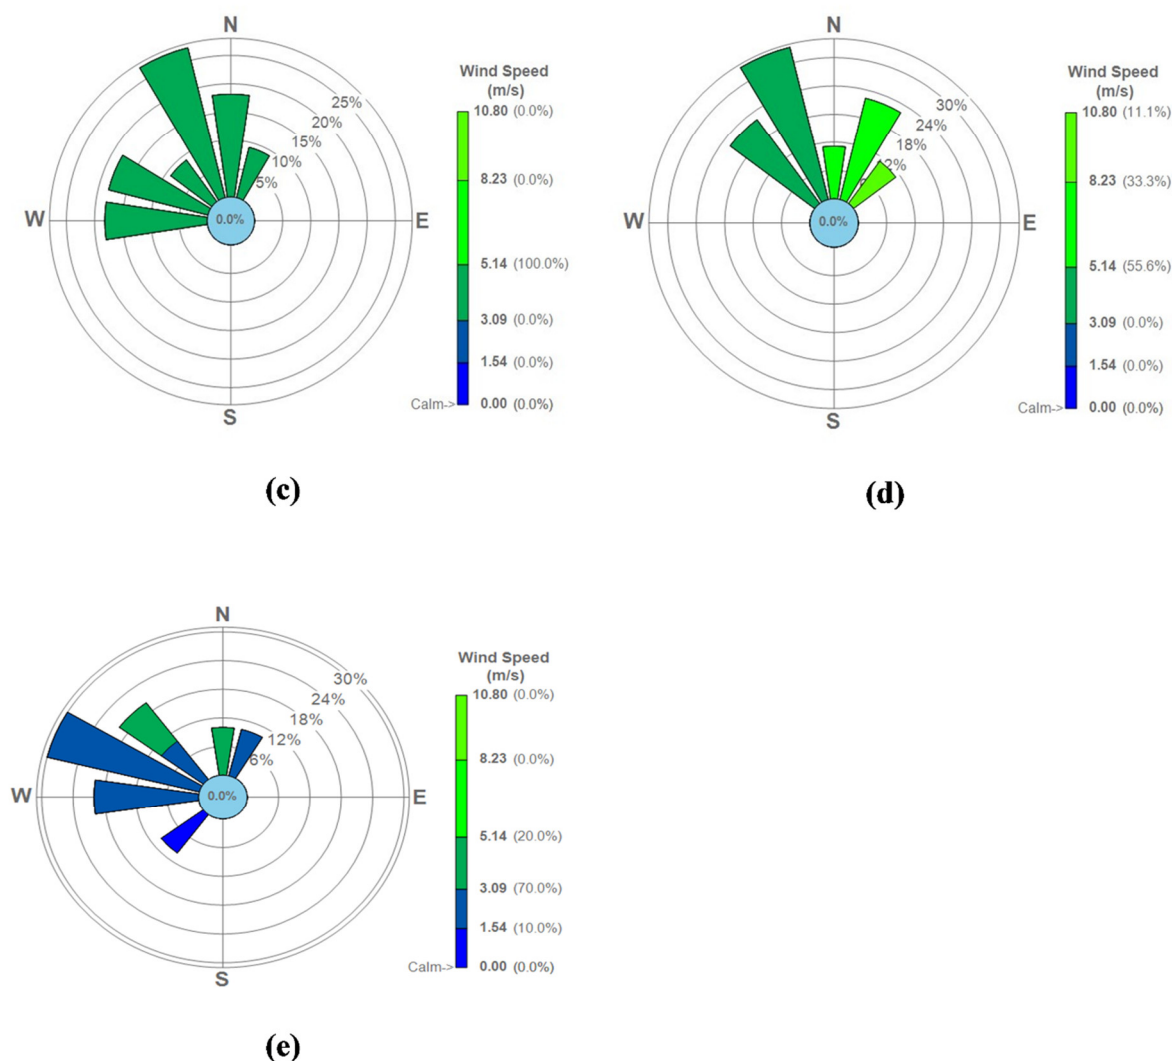 N
W
E
S
0.0%
5%
10%
15%
20%
25%
Wind Speed
(m/s)
10.80 (0.0%)
8.23 (0.0%)
5.14 (100.0%)
3.09 (0.0%)
1.54 (0.0%)
Calm-> 0.00 (0.0%)
(c)
N
W
E
S
0.0%
18%
24%
30%
Wind Speed
(m/s)
10.80 (11.1%)
8.23 (33.3%)
5.14 (55.6%)
3.09 (0.0%)
1.54 (0.0%)
Calm-> 0.00 (0.0%)
(d)
N
W
E
S
0.0%
6%
12%
18%
24%
30%
Wind Speed
(m/s)
10.80 (0.0%)
8.23 (0.0%)
5.14 (20.0%)
3.09 (70.0%)
1.54 (10.0%)
Calm-> 0.00 (0.0%)
(e)